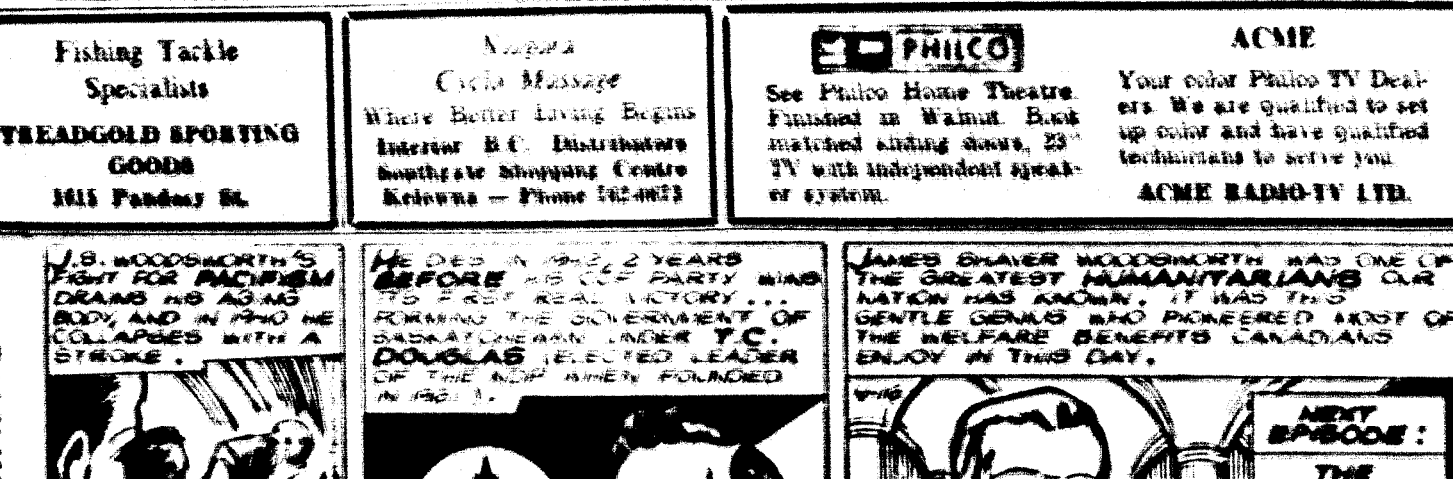 Fishing Tackle
Specialists
TREADGOLD SPORTING
GOODS
1615 Pandosy St.
Niagara
Cyclo Massage
Where Better Living Begins
Interior B.C. Distributors
Southgate Shopping Centre
Kelowna — Phone
PHILCO
See Philco Home Theatre.
Finished in Walnut. Book
matched sliding doors, 23"
TV with independent speak-
er system.
ACME
Your color Philco TV Deal-
ers. We are qualified to set
up color and have qualified
technicians to serve you.
ACME RADIO-TV LTD.
J.S. WOODSWORTH'S
FIGHT FOR PACIFISM
DRAINS HIS AGING
BODY, AND IN 1940 HE
COLLAPSES WITH A
STROKE.
HE DIES IN 1942, 2 YEARS
BEFORE HIS CCF PARTY WINS
ITS FIRST REAL VICTORY...
FORMING THE GOVERNMENT OF
SASKATCHEWAN UNDER T.C.
DOUGLAS (ELECTED LEADER
OF THE NDP WHEN FOUNDED
IN 1961).
JAMES SHAVER WOODSWORTH WAS ONE OF
THE GREATEST HUMANITARIANS OUR
NATION HAS KNOWN. IT WAS THIS
GENTLE GENIUS WHO PIONEERED MOST OF
THE WELFARE BENEFITS CANADIANS
ENJOY IN THIS DAY.
NEXT
EPISODE:
THE